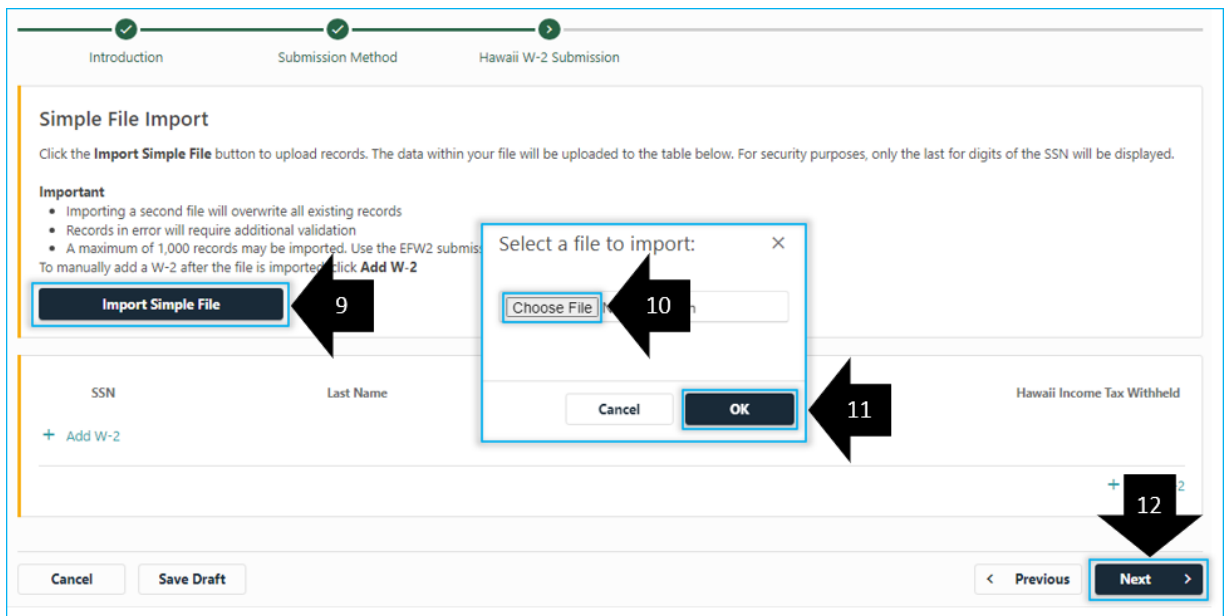 Introduction
Submission Method
Hawaii W-2 Submission
Simple File Import
Click the Import Simple File button to upload records. The data within your file will be uploaded to the table below. For security purposes, only the last for digits of the SSN will be displayed.
Important
• Importing a second file will overwrite all existing records
• Records in error will require additional validation
• A maximum of 1,000 records may be imported. Use the EFW2
To manually add a W-2 after the file is imported, click Add W-2
Import Simple File
9
Select a file to import:
Choose File
10
Cancel
OK
11
SSN
Last Name
Hawaii Income Tax Withheld
+ Add W-2
+
12
Cancel
Save Draft
< Previous
Next >